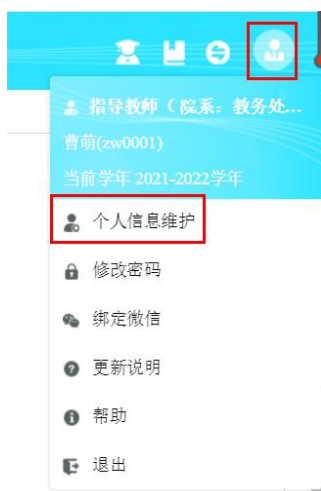 指导教师（院系：教务处...
曹萌(zw0001)
当前学年 2021-2022学年
个人信息维护
修改密码
绑定微信
更新说明
帮助
退出